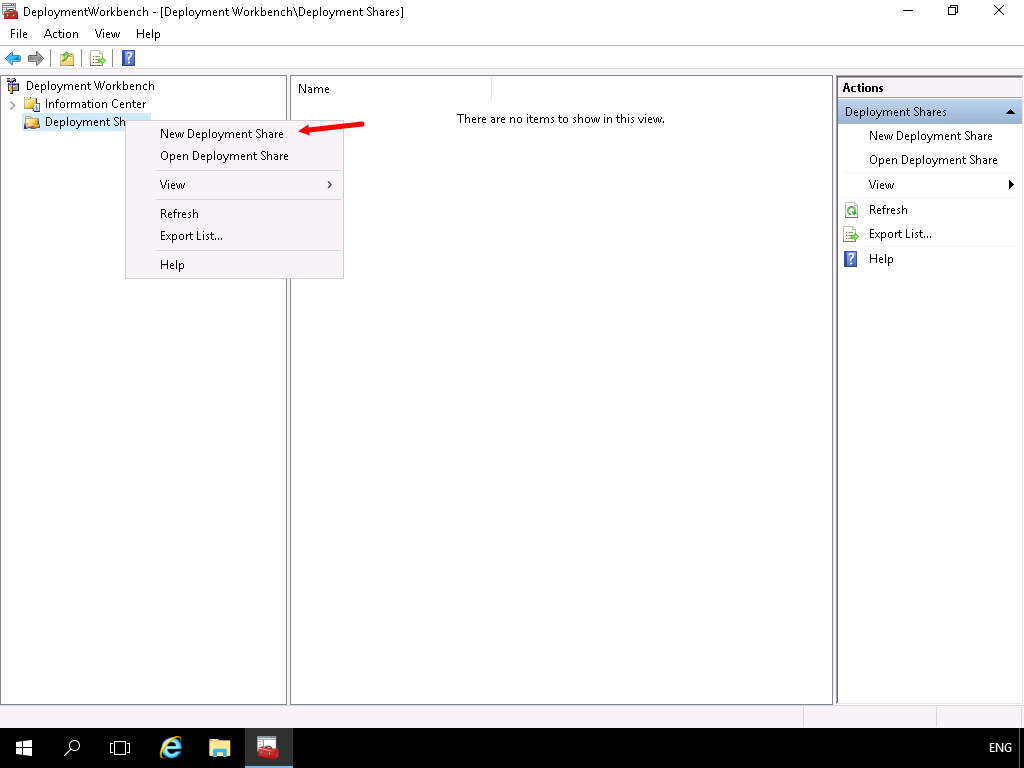 DeploymentWorkbench - [Deployment Workbench\Deployment Shares]
File Action View Help
Deployment Workbench
Information Center
Deployment Sh
New Deployment Share
Open Deployment Share
View
Refresh
Export List...
Help
Name
There are no items to show in this view.
Actions
Deployment Shares
New Deployment Share
Open Deployment Share
View
Refresh
Export List...
Help
ENG